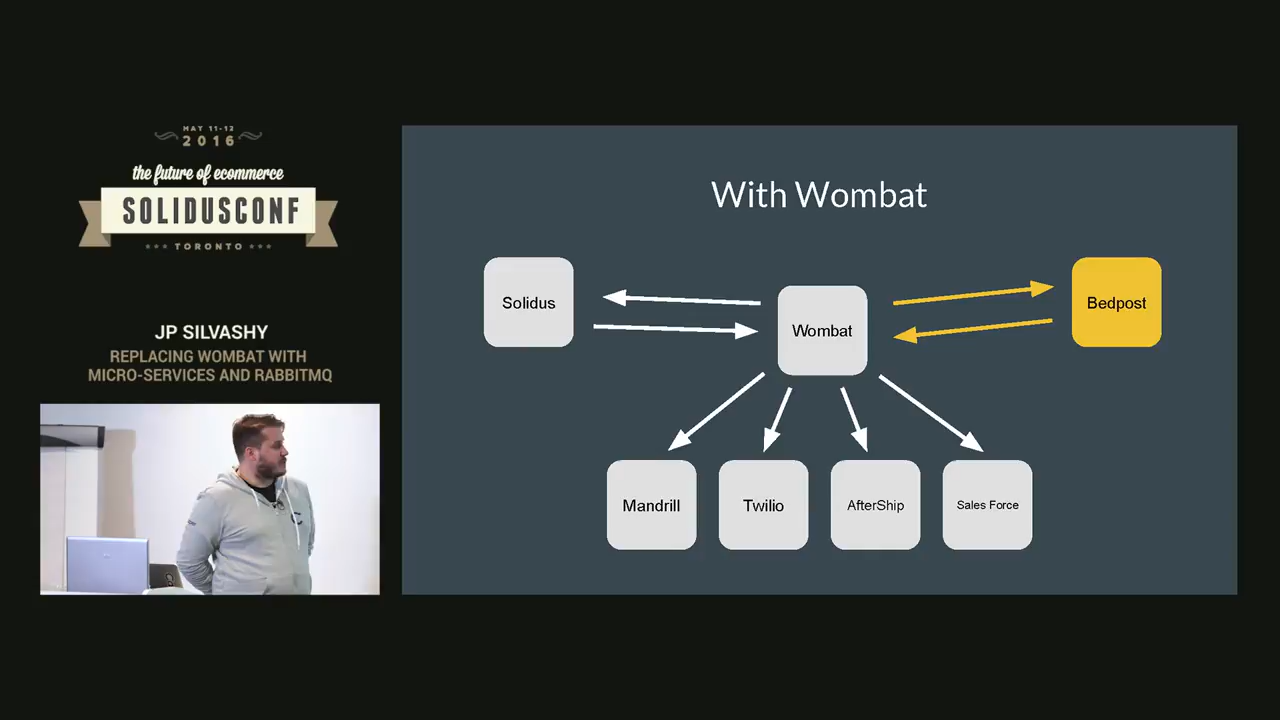 MAY 11-12
2016
the future of ecommerce
SOLIDUSCONF
TORONTO
JP SILVASHY
REPLACING WOMBAT WITH
MICRO-SERVICES AND RABBITMQ
With Wombat
Solidus
Wombat
Bedpost
Mandrill
Twilio
AfterShip
Sales Force